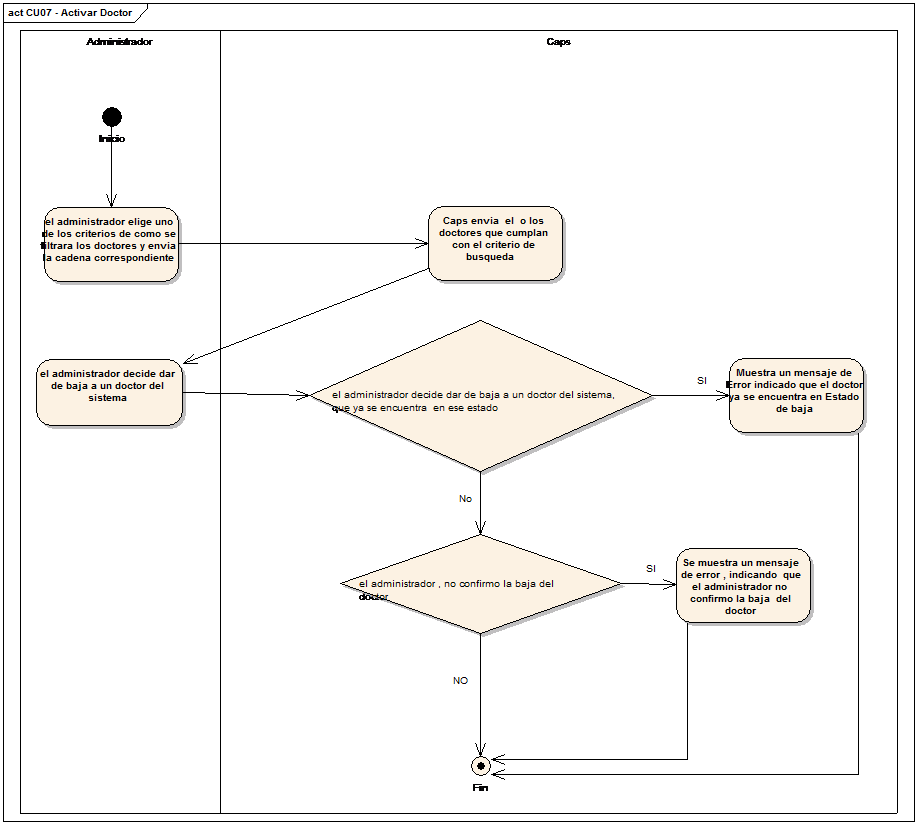 act CU07 - Activar Doctor
Administrador
Caps
Inicio
el administrador elige uno
de los criterios de como se
filtrara los doctores y envia
la cadena correspondiente
Caps envia el o los
doctores que cumplan
con el criterio de
busqueda
el administrador decide dar
de baja a un doctor del
sistema
el administrador decide dar de baja a un doctor del sistema,
que ya se encuentra en ese estado
SI
Muestra un mensaje de
Error indicado que el doctor
ya se encuentra en Estado
de baja
No
el administrador , no confirmo la baja del
doctor
SI
Se muestra un mensaje
de error , indicando que
el administrador no
confirmo la baja del
doctor
NO
Fin